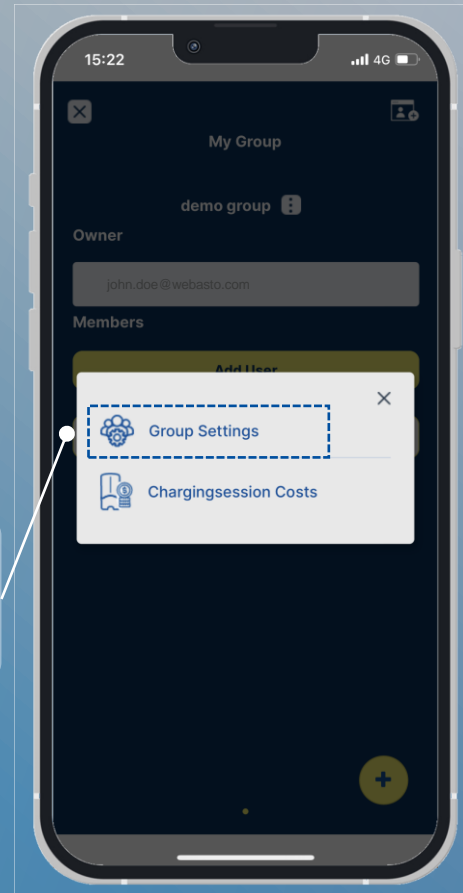 15:22
4G
My Group
demo group
Owner
john.doe@webasto.com
Members
Add User
Group Settings
Chargingsession Costs